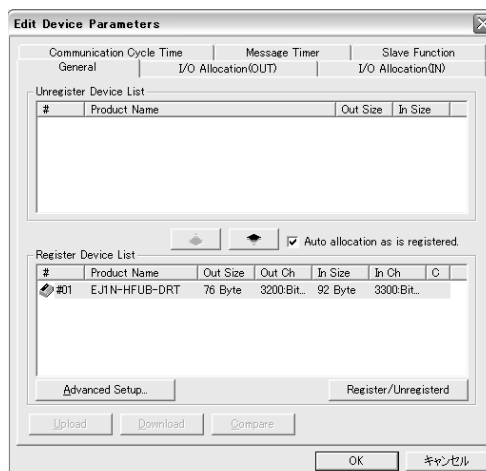 Edit Device Parameters
Communication Cycle Time Message Timer Slave Function
General I/O Allocation(OUT) I/O Allocation(IN)
Unregister Device List
# Product Name Out Size In Size
Auto allocation as is registered.
Register Device List
# Product Name Out Size Out Ch In Size In Ch C
#01 EJ1N-HFUB-DRT 76 Byte 3200:Bit... 92 Byte 3300:Bit...
Advanced Setup... Register/Unregisterd
Upload Download Compare
OK キャンセル